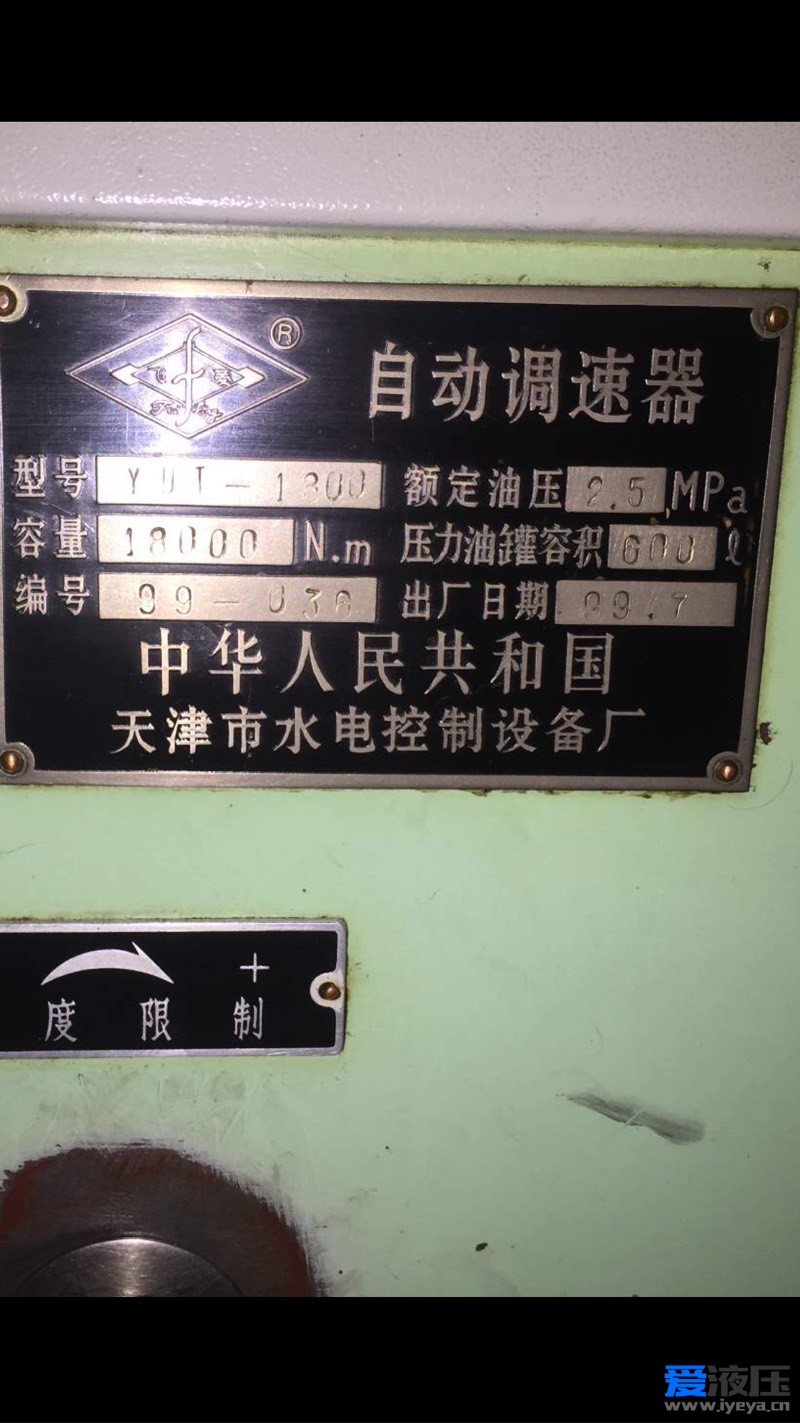 ®
飞菱
自动调速器
型号 YDT-1800 额定油压 2.5 MPa
容量 18000 N.m 压力油罐容积 600 l
编号 99-036 出厂日期 99.7
中华人民共和国
天津市水电控制设备厂
+
度限制
爱液压
www.iyeya.cn